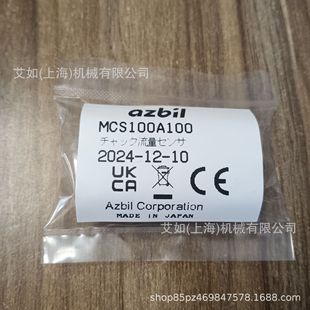 艾如(上海)机械有限公司
azbil
MCS100A100
チャック流量センサ
2024-12-10
UK
CA
CE
Azbil Corporation
MADE IN JAPAN
艾如(上海)机械有限公司
shop85pz469847578.1688.com